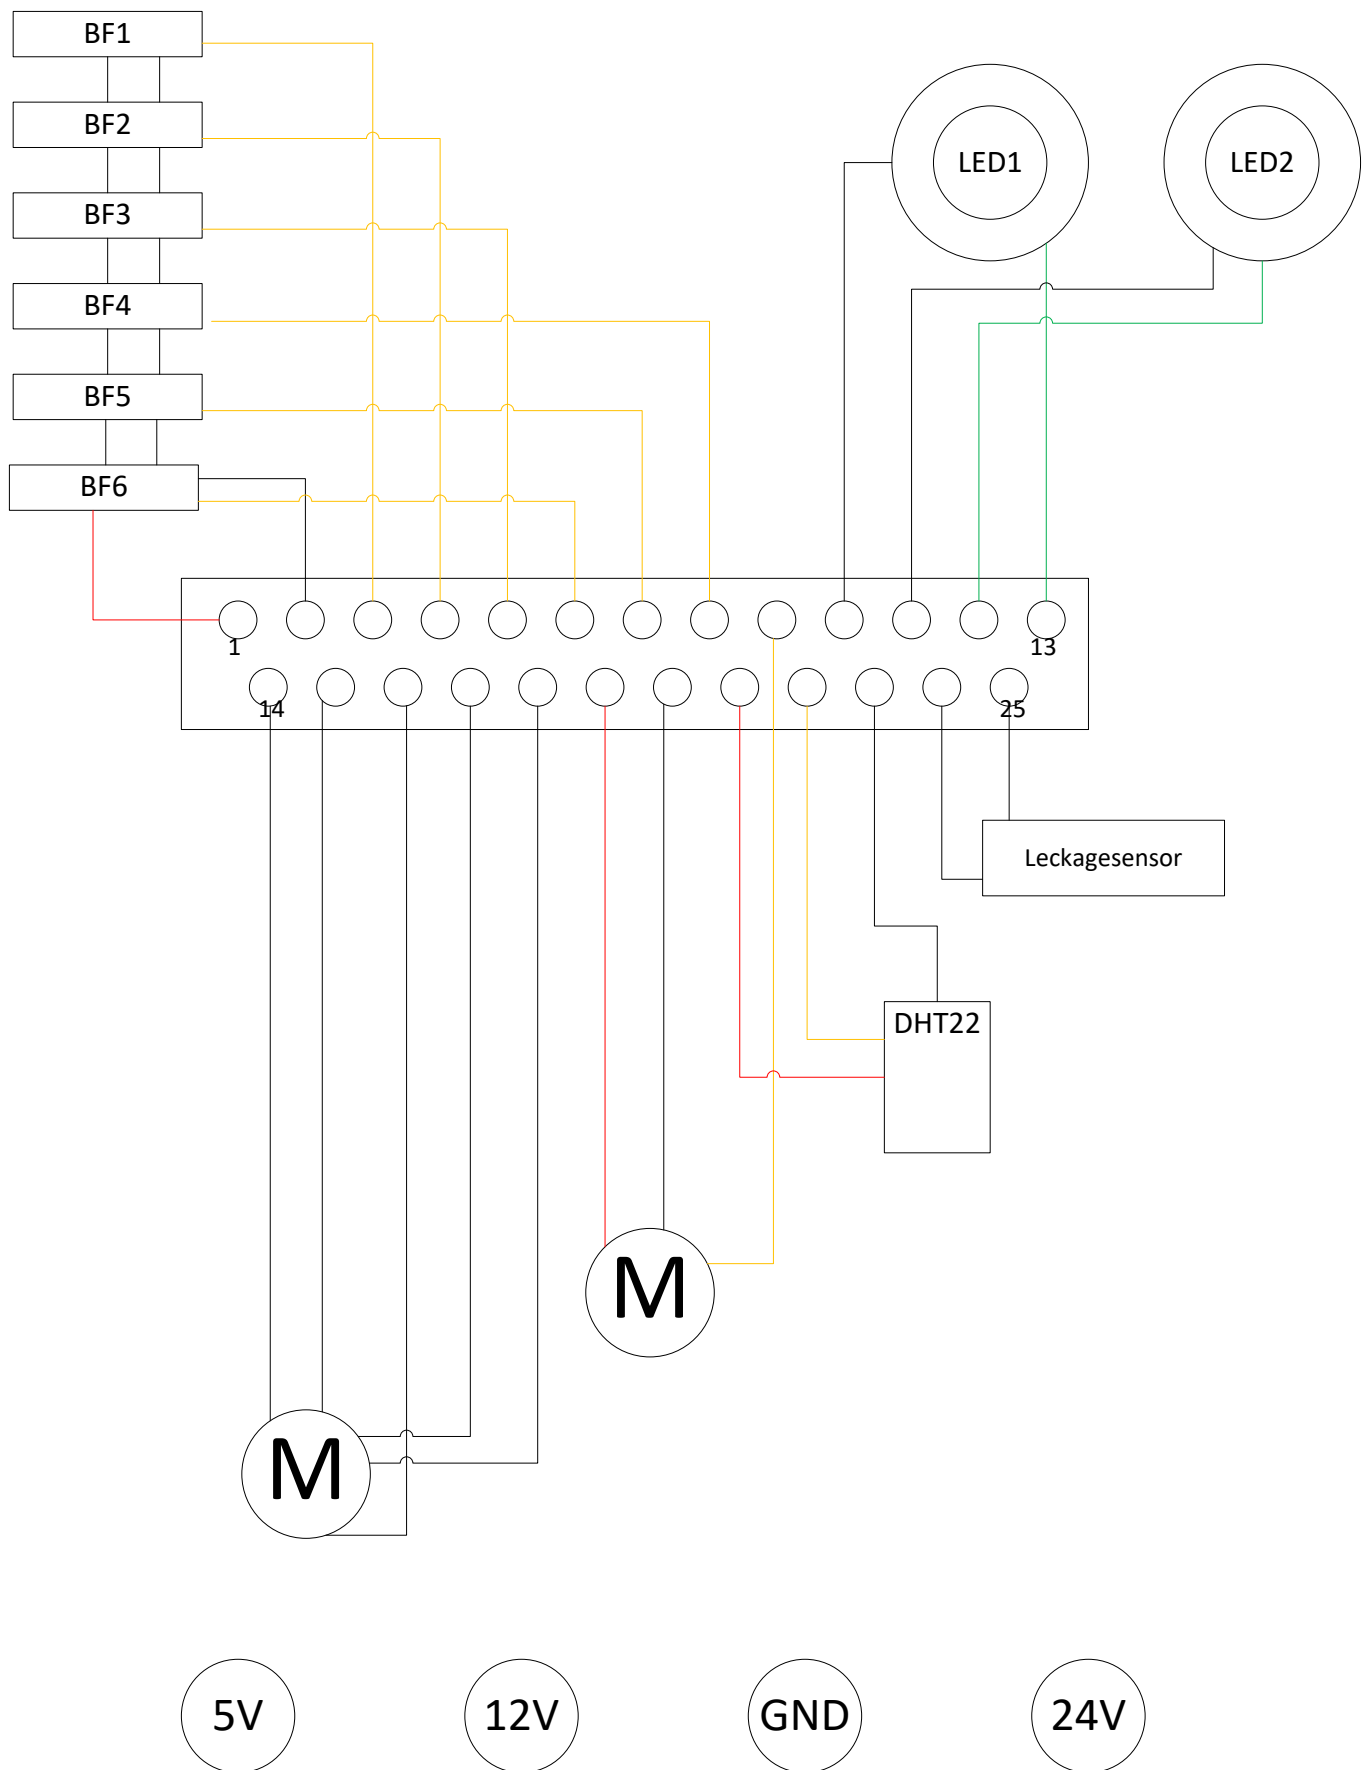 BF1
BF2
BF3
BF4
BF5
BF6
LED1
LED2
1
13
14
25
Leckagesensor
DHT22
M
M
5V
12V
GND
24V